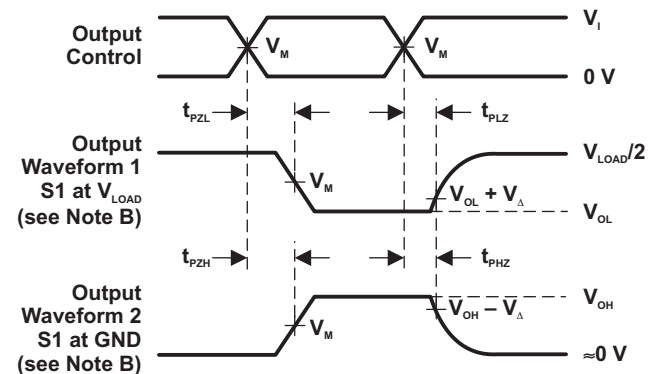 Output
Control
V_I
V_M
V_M
0 V
t_PZL
t_PLZ
Output
Waveform 1
S1 at V_LOAD
(see Note B)
V_LOAD/2
V_M
V_OL + V_Δ
V_OL
t_PZH
t_PHZ
Output
Waveform 2
S1 at GND
(see Note B)
V_OH
V_OH – V_Δ
V_M
≈0 V